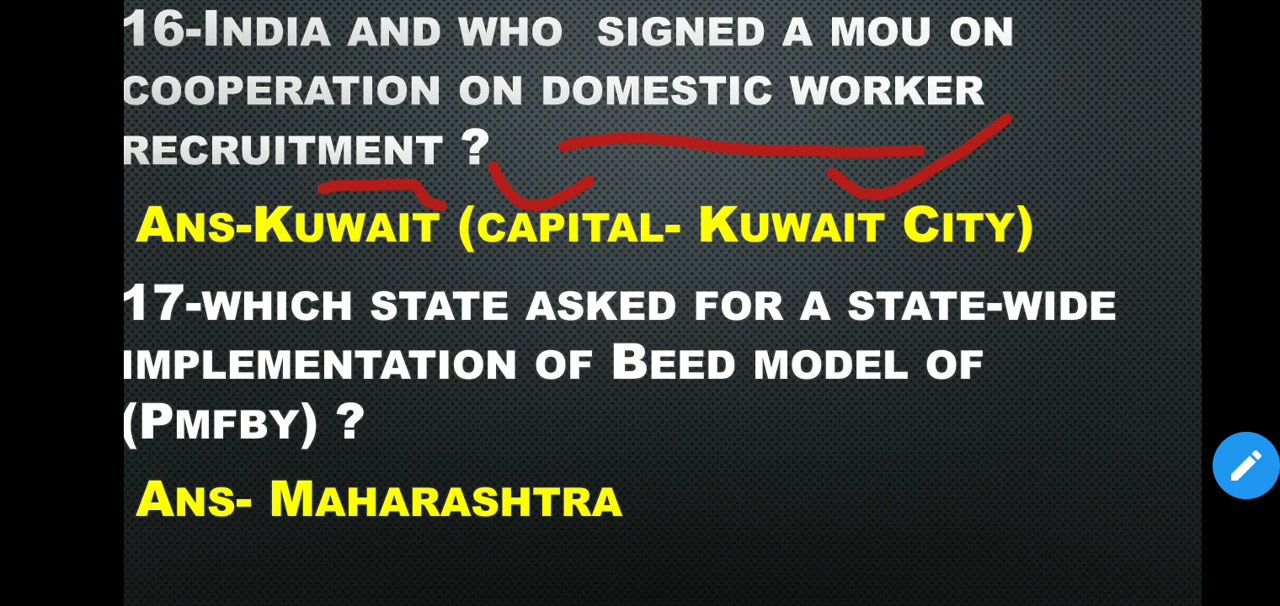 16-India and who signed a MOU on
cooperation on domestic worker
recruitment ?
Ans-Kuwait (capital- Kuwait City)
17-which state asked for a state-wide
implementation of Beed model of
(Pmfby) ?
Ans- Maharashtra